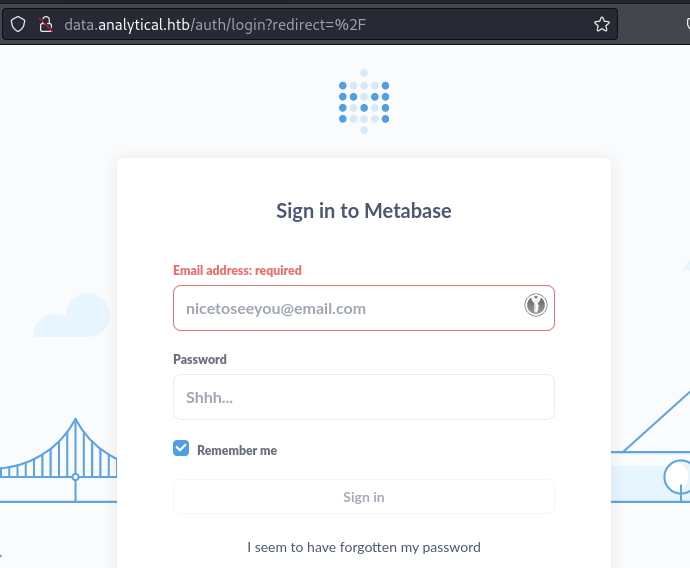 data.analytical.htb/auth/login?redirect=%2F
Sign in to Metabase
Email address: required
nicetoseeyou@email.com
Password
Shhh...
Remember me
Sign in
I seem to have forgotten my password